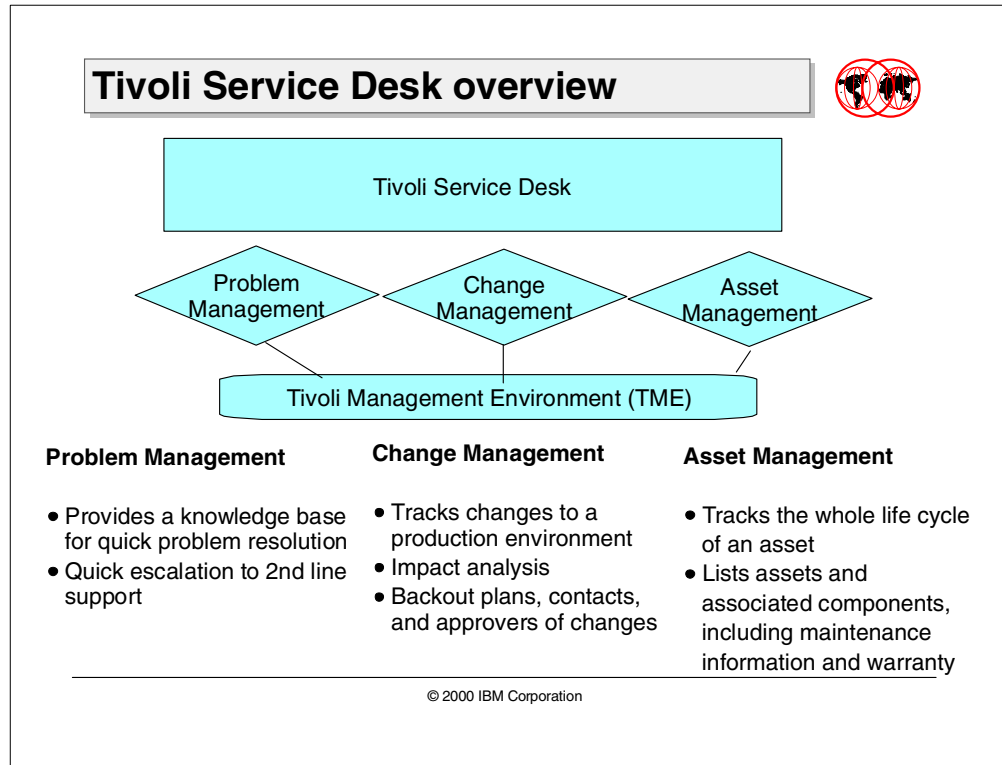 Tivoli Service Desk overview
Tivoli Service Desk
Problem
Management
Change
Management
Asset
Management
Tivoli Management Environment (TME)
Problem Management
• Provides a knowledge base
for quick problem resolution
• Quick escalation to 2nd line
support
Change Management
• Tracks changes to a
production environment
• Impact analysis
• Backout plans, contacts,
and approvers of changes
Asset Management
• Tracks the whole life cycle
of an asset
• Lists assets and
associated components,
including maintenance
information and warranty
© 2000 IBM Corporation